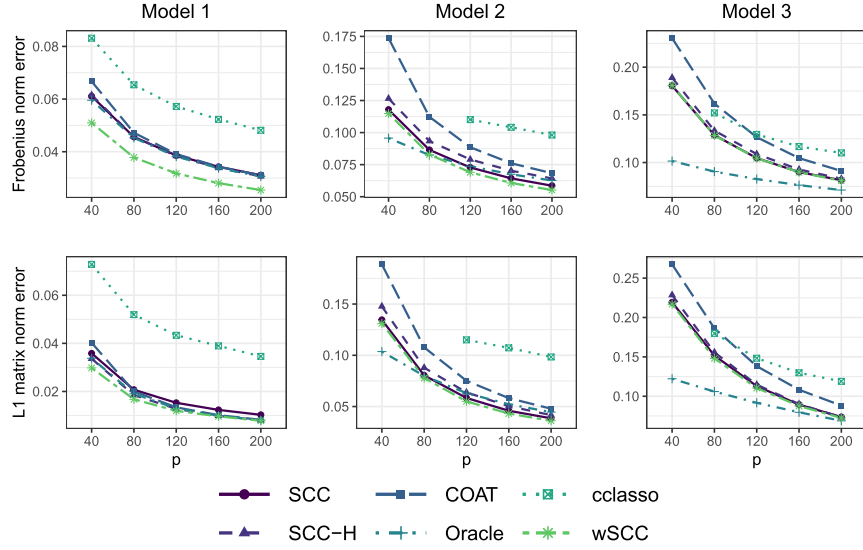 Model 1 Model 2 Model 3
Frobenius norm error
0.08
0.06
0.04
40 80 120 160 200
0.175
0.150
0.125
0.100
0.075
0.050
40 80 120 160 200
0.20
0.15
0.10
40 80 120 160 200
L1 matrix norm error
0.06
0.04
0.02
40 80 120 160 200
p
0.15
0.10
0.05
40 80 120 160 200
p
0.25
0.20
0.15
0.10
40 80 120 160 200
p
SCC COAT cclasso
SCC−H Oracle wSCC